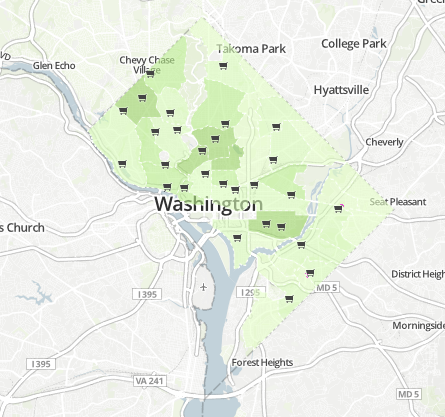 Takoma Park
College Park
Chevy Chase
Village
Glen Echo
Hyattsville
Cheverly
Seat Pleasant
Washington
s Church
District Heigh
I 395
I 295
MD 5
Morningside
I 395
Forest Heights
VA 241
MD 5